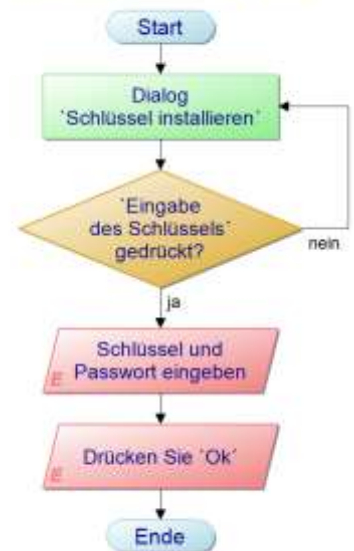 Start
Dialog
`Schlüssel installieren´
`Eingabe
des Schlüssels´
gedrückt?
nein
ja
Schlüssel und
Passwort eingeben
E
Drücken Sie `Ok´
E
Ende